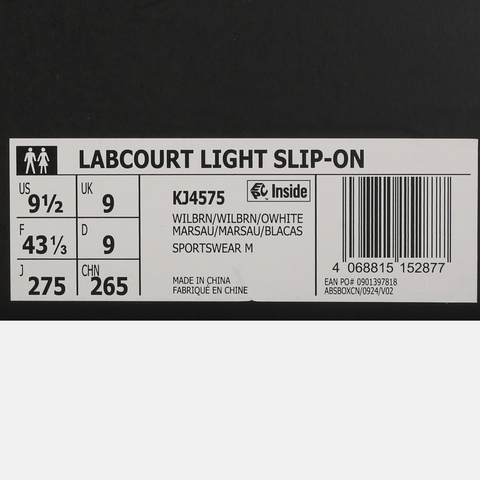 LABCOURT LIGHT SLIP-ON
US 9½ UK 9
F 43⅓ D 9
J 275 CHN 265
KJ4575 Inside
WILBRN/WILBRN/OWHITE
MARSAU/MARSAU/BLACAS
SPORTSWEAR M
MADE IN CHINA
FABRIQUÉ EN CHINE
4 068815 152877
EAN PO# 0901397818
ABSBOXCN/0924/V02